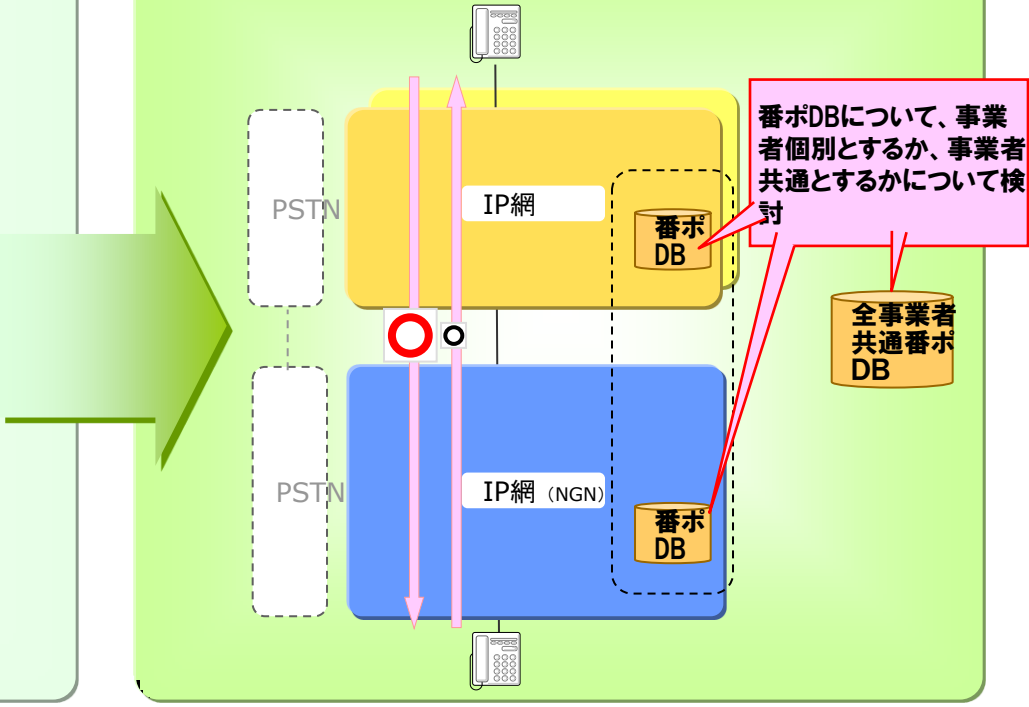 番ポDBについて、事業
者個別とするか、事業者
共通とするかについて検
討
PSTN
IP網
番ポ
DB
全事業者
共通番ポ
DB
PSTN
IP網（NGN）
番ポ
DB